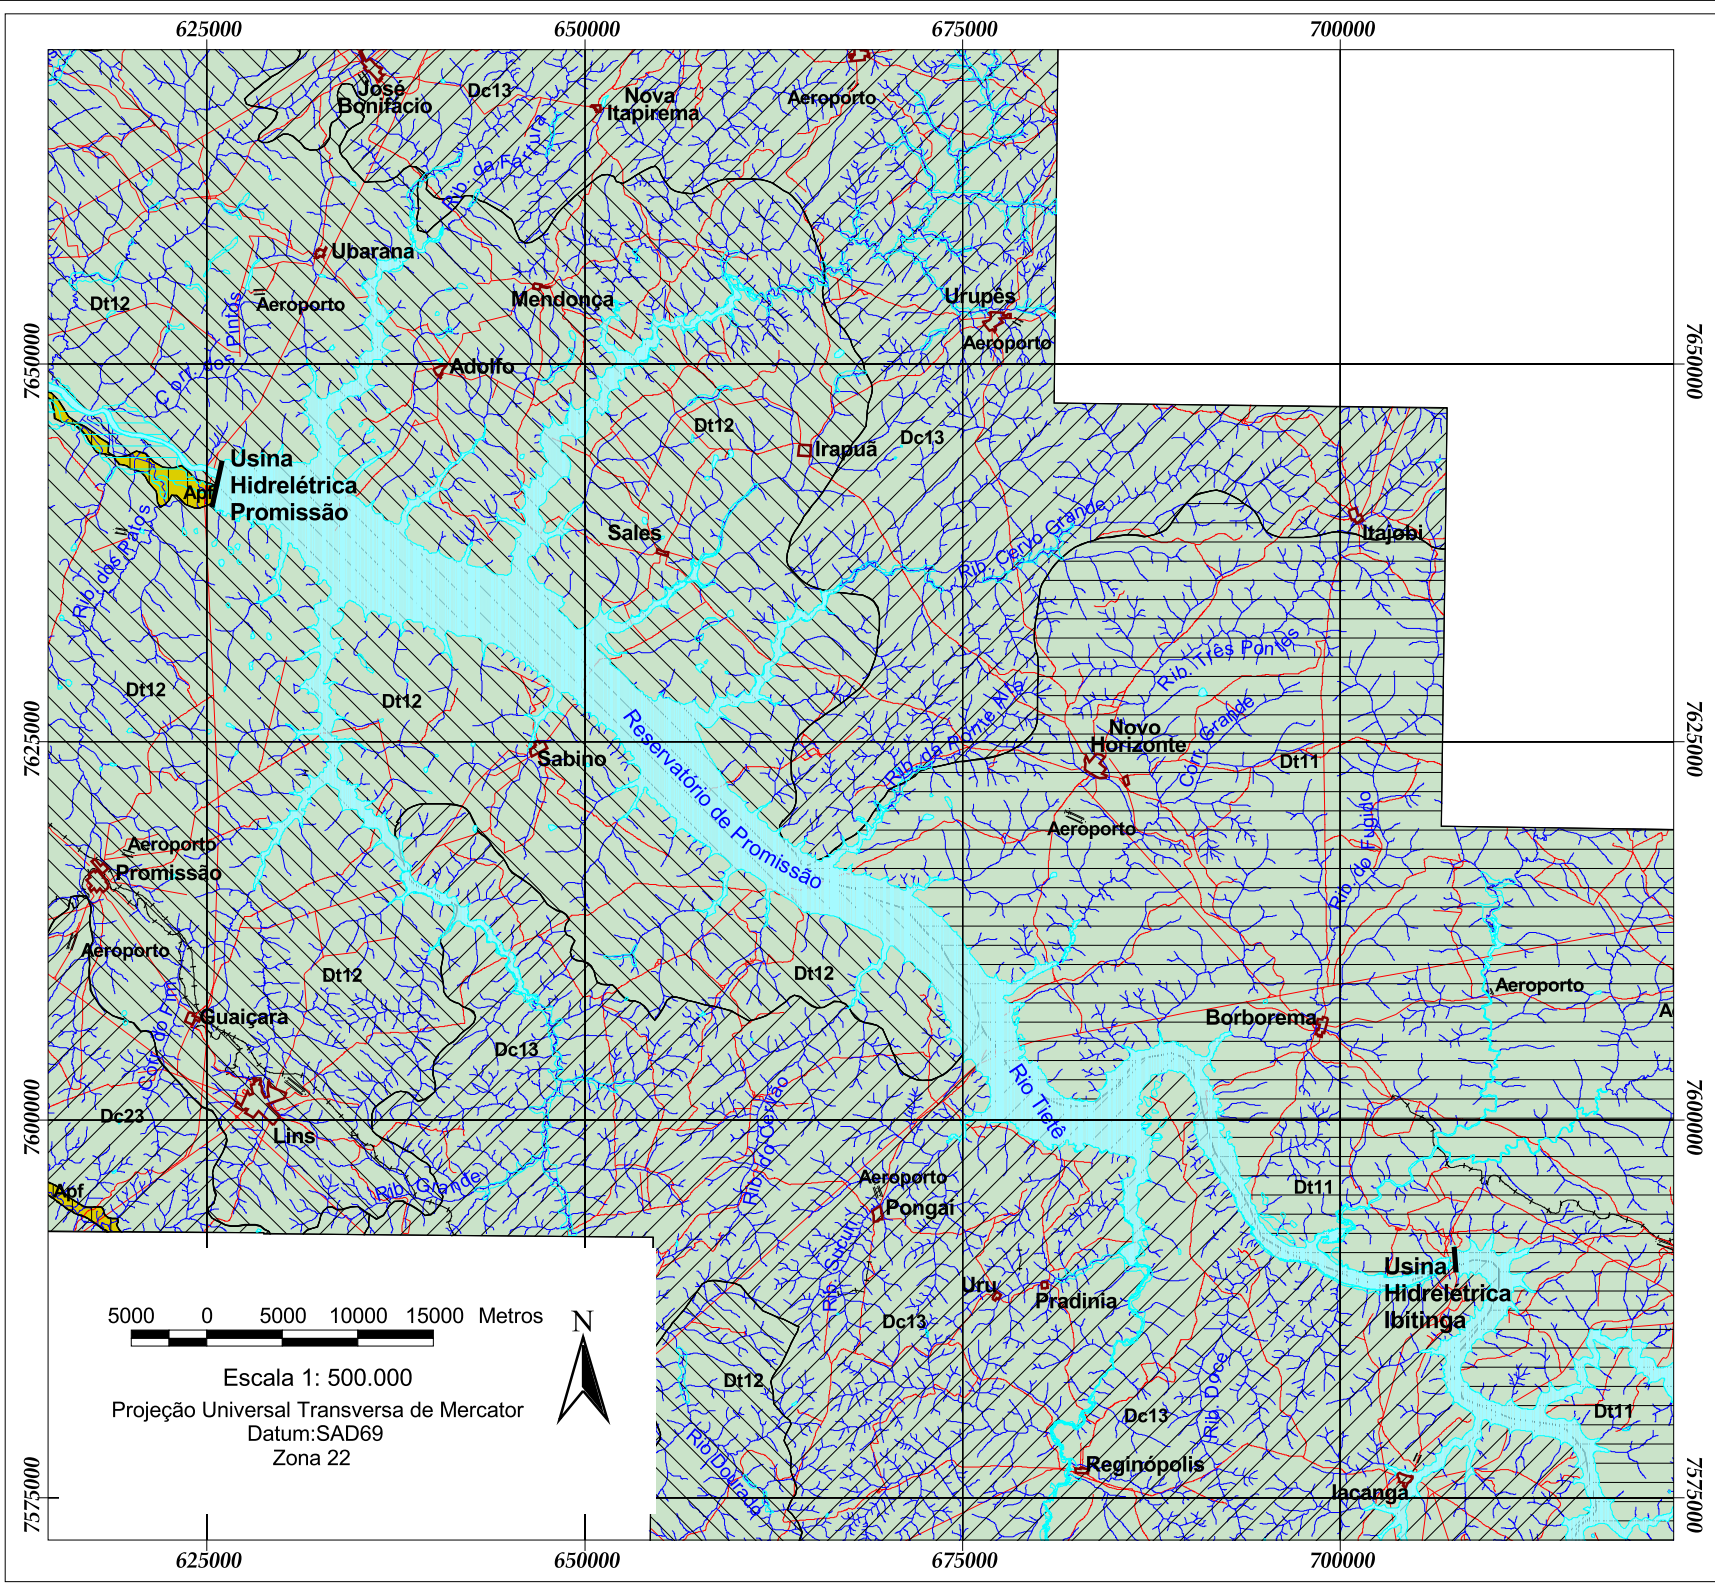 625000
650000
675000
700000
José
Bonifácio
Dc13
Nova
Itapirema
Aeroporto
Rib. da Fartura
Ubarana
Dt12
Aeroporto
Mendonça
Urupês
Aeroporto
7650000
7650000
Corr. dos Pintos
Adolfo
Dt12
Irapuã
Dc13
Usina
Hidrelétrica
Promissão
Apf
Rib. dos Patos
Sales
Rib. Cervo Grande
Itajobi
Rib. Três Pontes
Dt12
Dt12
Rib. da Ponte Alta
Corr. Grande
Novo
Horizonte
7625000
7625000
Sabino
Reservatório de Promissão
Dt11
Aeroporto
Rib. do Fugido
Aeroporto
Promissão
Aeroporto
Dt12
Dt12
Aeroporto
Guaiçara
Borborema
A
Dc13
Rio Tietê
Dc23
Lins
7600000
7600000
Apf
Rib. Grande
Aeroporto
Pongaí
Dt11
Rib. Sucuri
Usina
Hidrelétrica
Ibitinga
Uru
Pradinia
Dc13
5000 0 5000 10000 15000 Metros
N
Escala 1: 500.000
Projeção Universal Transversa de Mercator
Datum:SAD69
Zona 22
Dt12
Rib. Doce
Dc13
Dt11
Rib. Dourado
Reginópolis
Iacanga
7575000
7575000
625000
650000
675000
700000